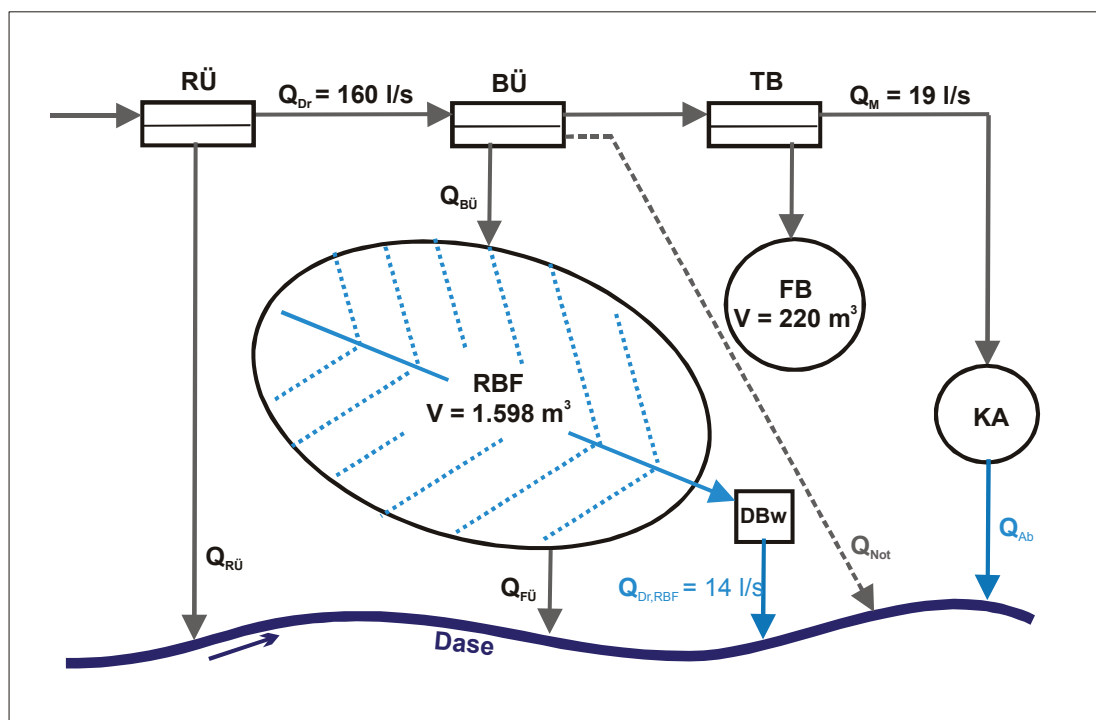 RÜ
Q_Dr = 160 l/s
BÜ
TB
Q_M = 19 l/s
Q_BÜ
FB
V = 220 m³
RBF
V = 1.598 m³
KA
DBw
Q_RÜ
Q_FÜ
Q_Dr,RBF = 14 l/s
Q_Not
Q_Ab
Dase